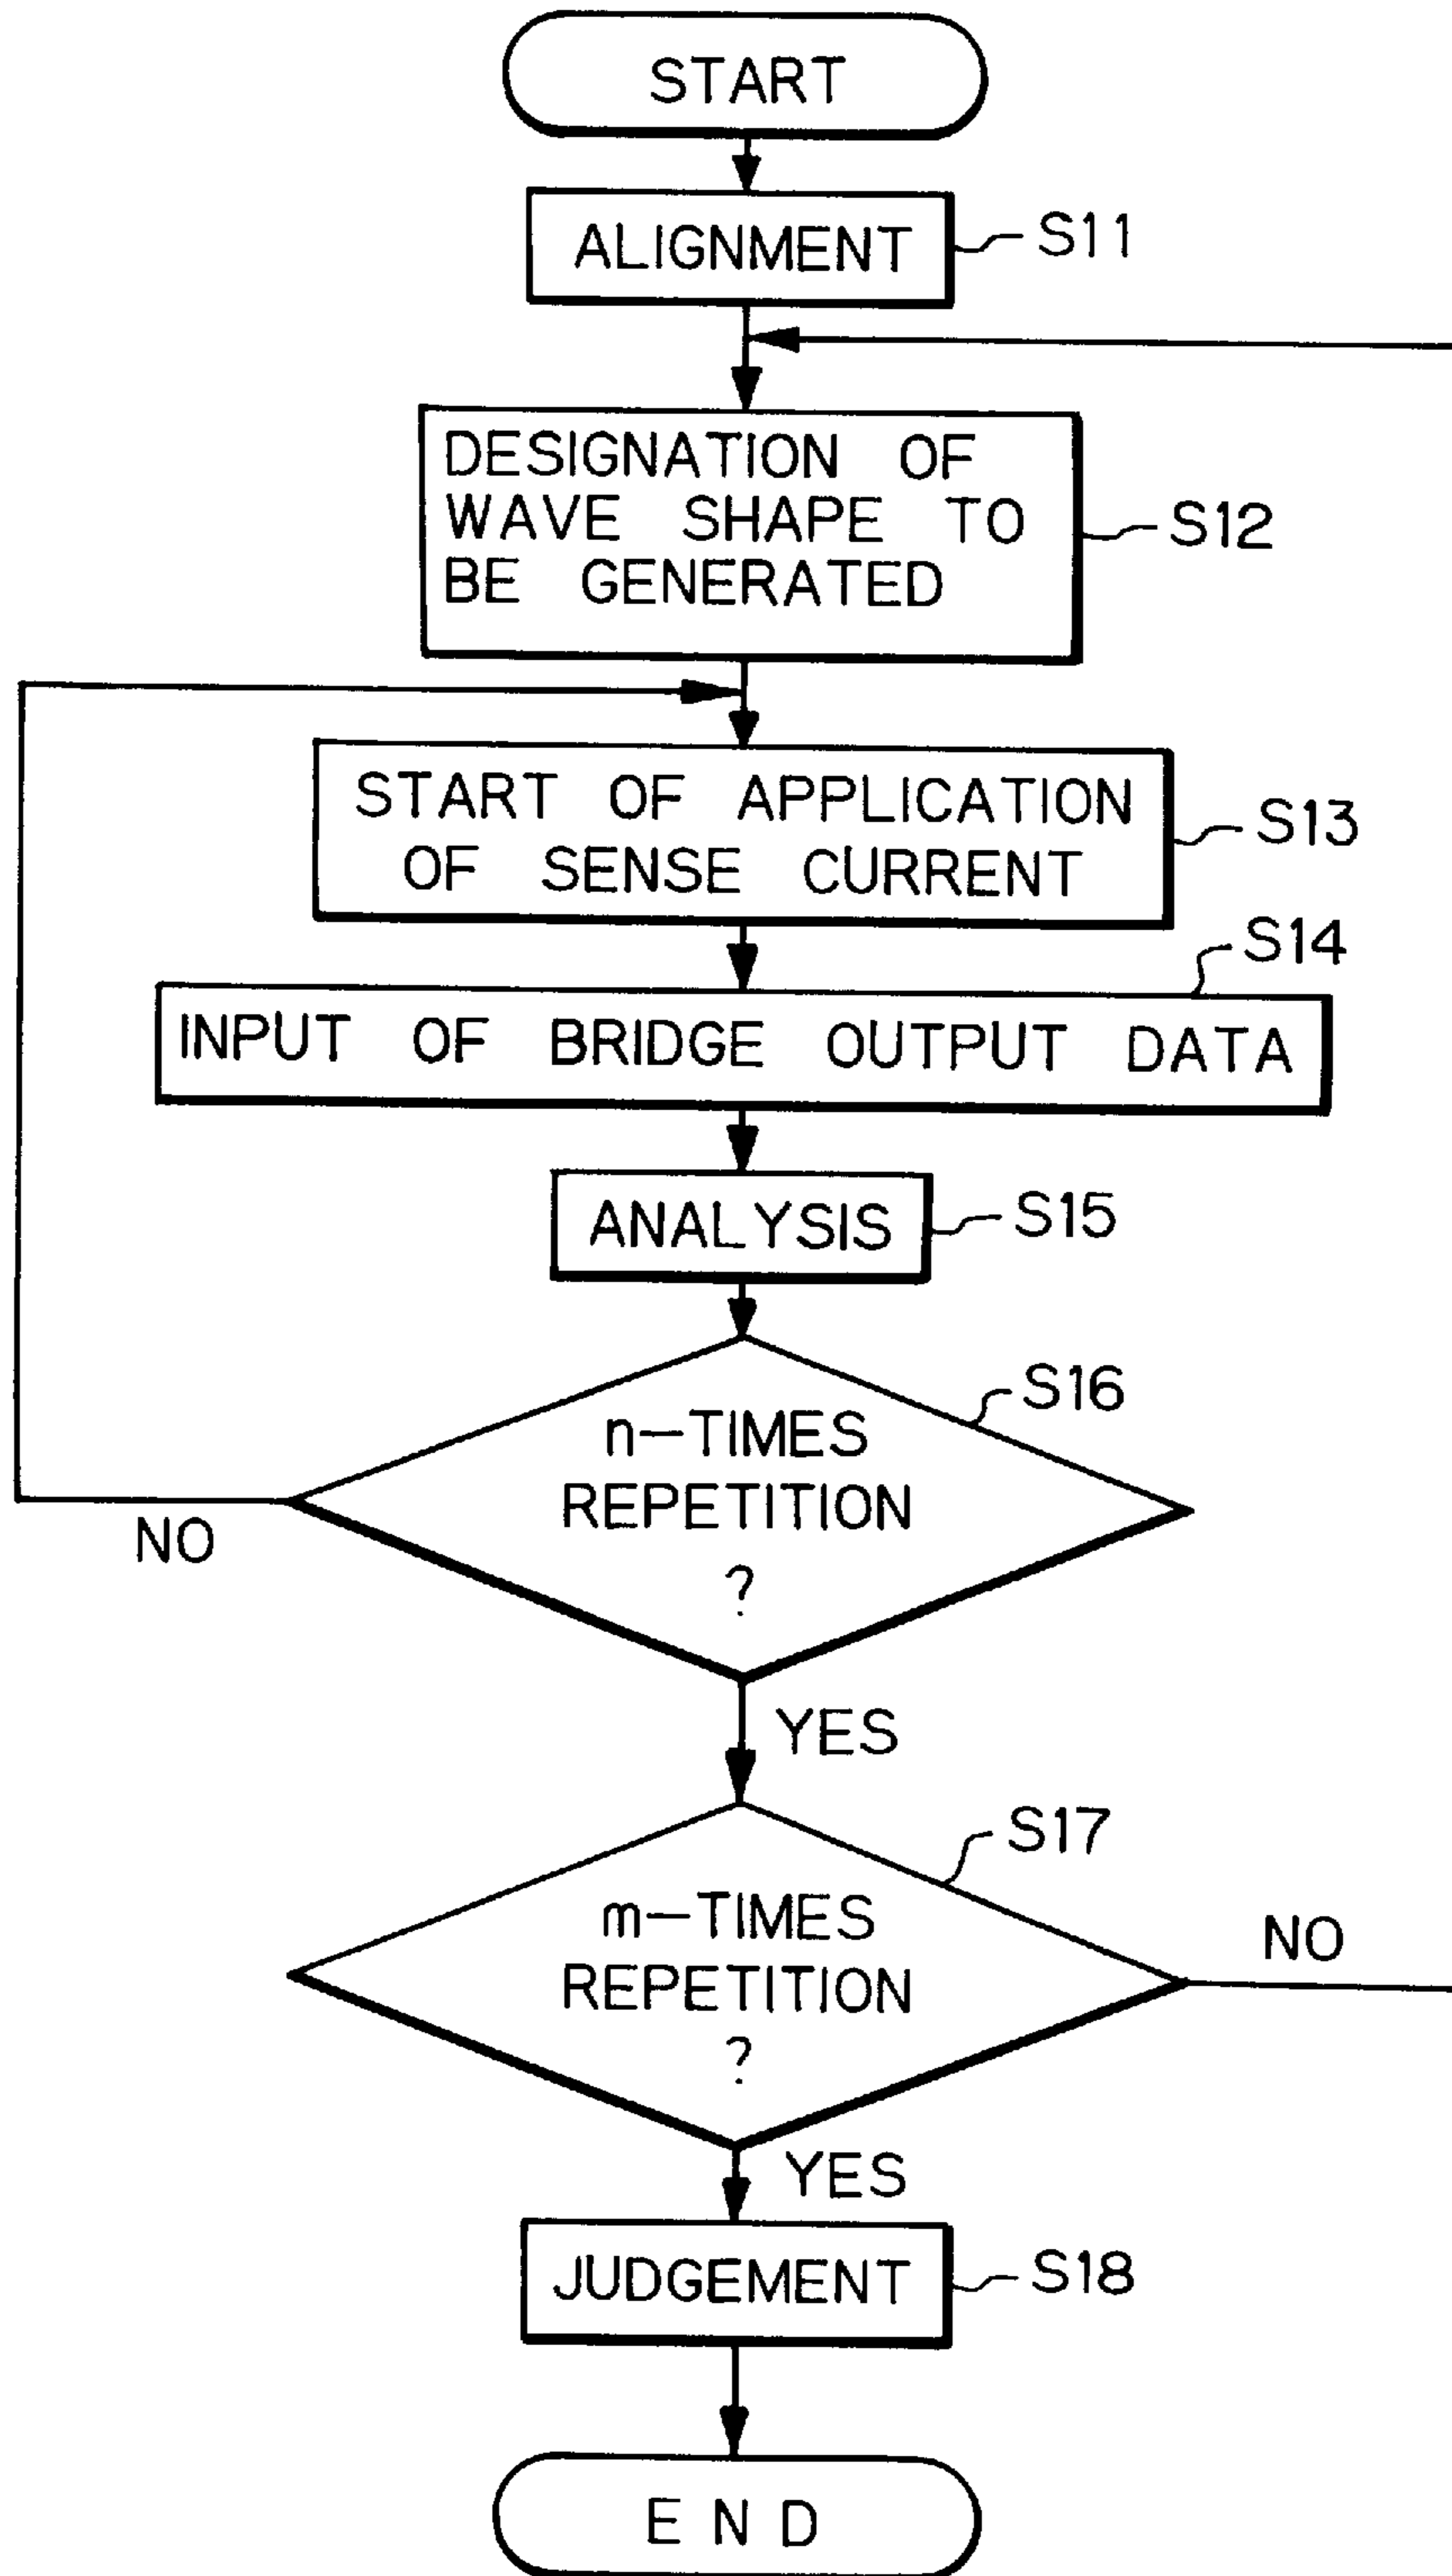 START
ALIGNMENT
S11
DESIGNATION OF
WAVE SHAPE TO
BE GENERATED
S12
START OF APPLICATION
OF SENSE CURRENT
S13
S14
INPUT OF BRIDGE OUTPUT DATA
ANALYSIS
S15
S16
n-TIMES
REPETITION
?
NO
YES
S17
m-TIMES
REPETITION
?
NO
YES
JUDGEMENT
S18
END